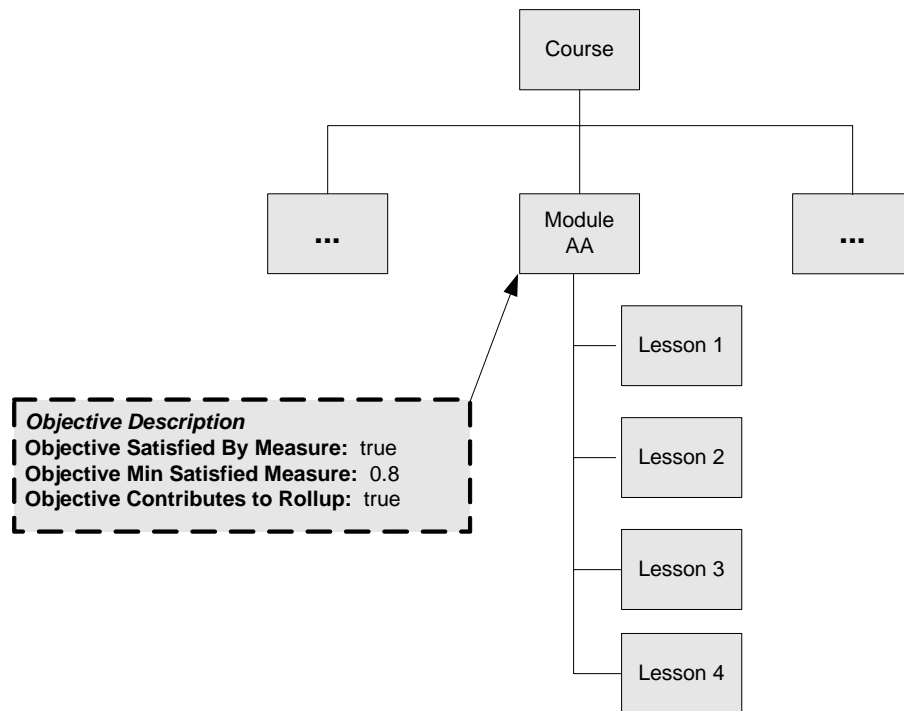 Course
...
Module
AA
...
Lesson 1
Lesson 2
Lesson 3
Lesson 4
Objective Description
Objective Satisfied By Measure: true
Objective Min Satisfied Measure: 0.8
Objective Contributes to Rollup: true